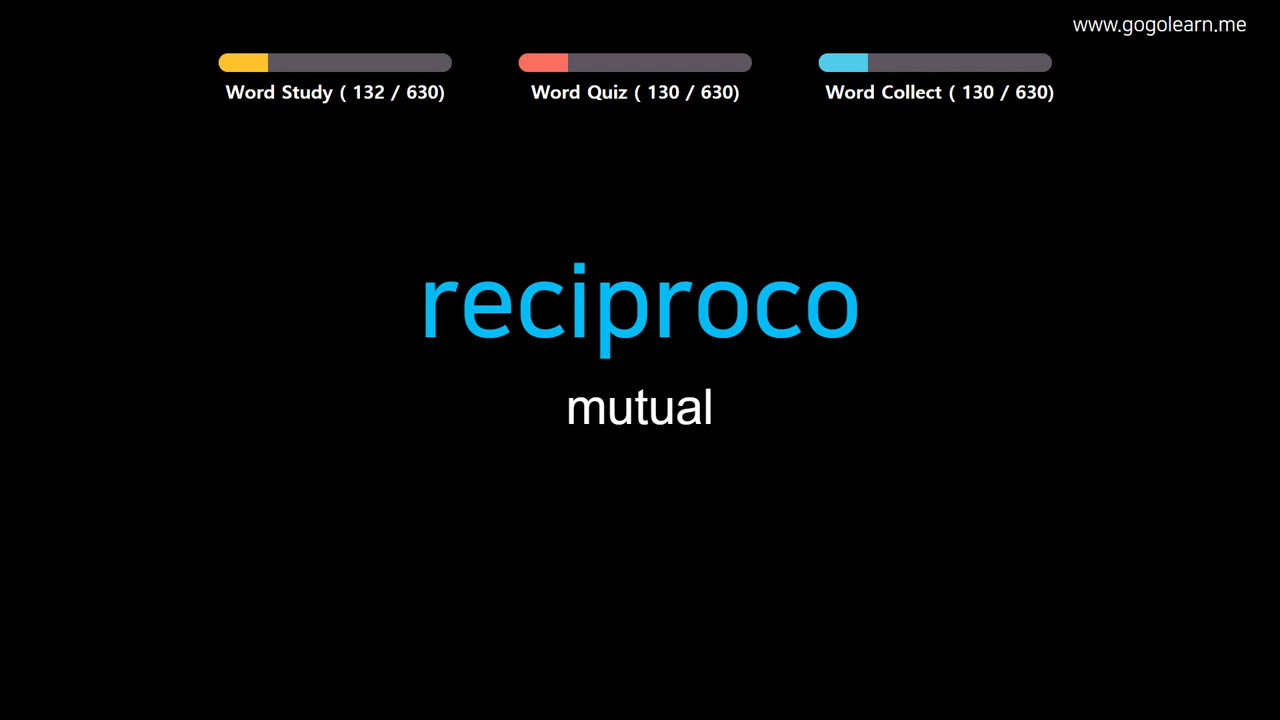 www.gogolearn.me
Word Study ( 132 / 630)
Word Quiz ( 130 / 630)
Word Collect ( 130 / 630)
reciproco
mutual